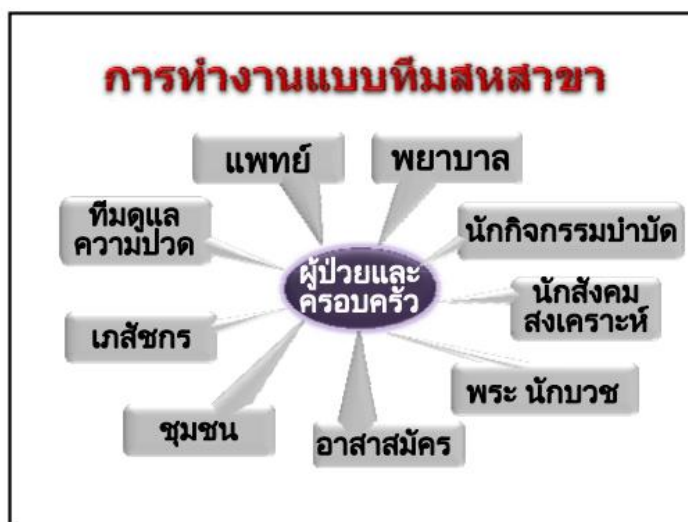 การทำงานแบบทีมสหสาขา
แพทย์
พยาบาล
ทีมดูแล
ความปวด
นักกิจกรรมบำบัด
ผู้ป่วยและ
ครอบครัว
นักสังคม
สงเคราะห์
เภสัชกร
พระ นักบวช
ชุมชน
อาสาสมัคร